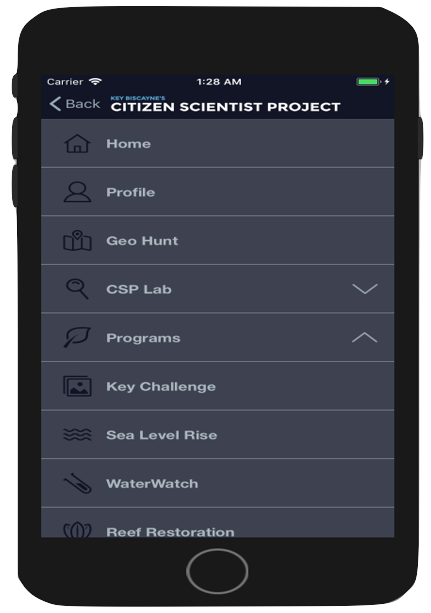 Carrier 1:28 AM
Back KEY BISCAYNE'S
CITIZEN SCIENTIST PROJECT
Home
Profile
Geo Hunt
CSP Lab
Programs
Key Challenge
Sea Level Rise
WaterWatch
Reef Restoration